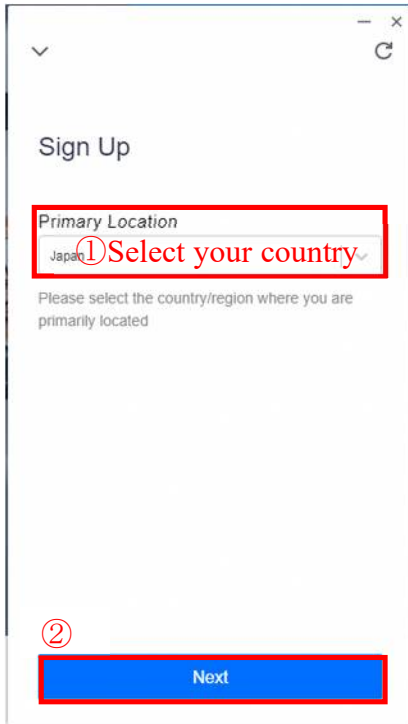 Sign Up
Primary Location
Japan
①Select your country
Please select the country/region where you are
primarily located
②
Next